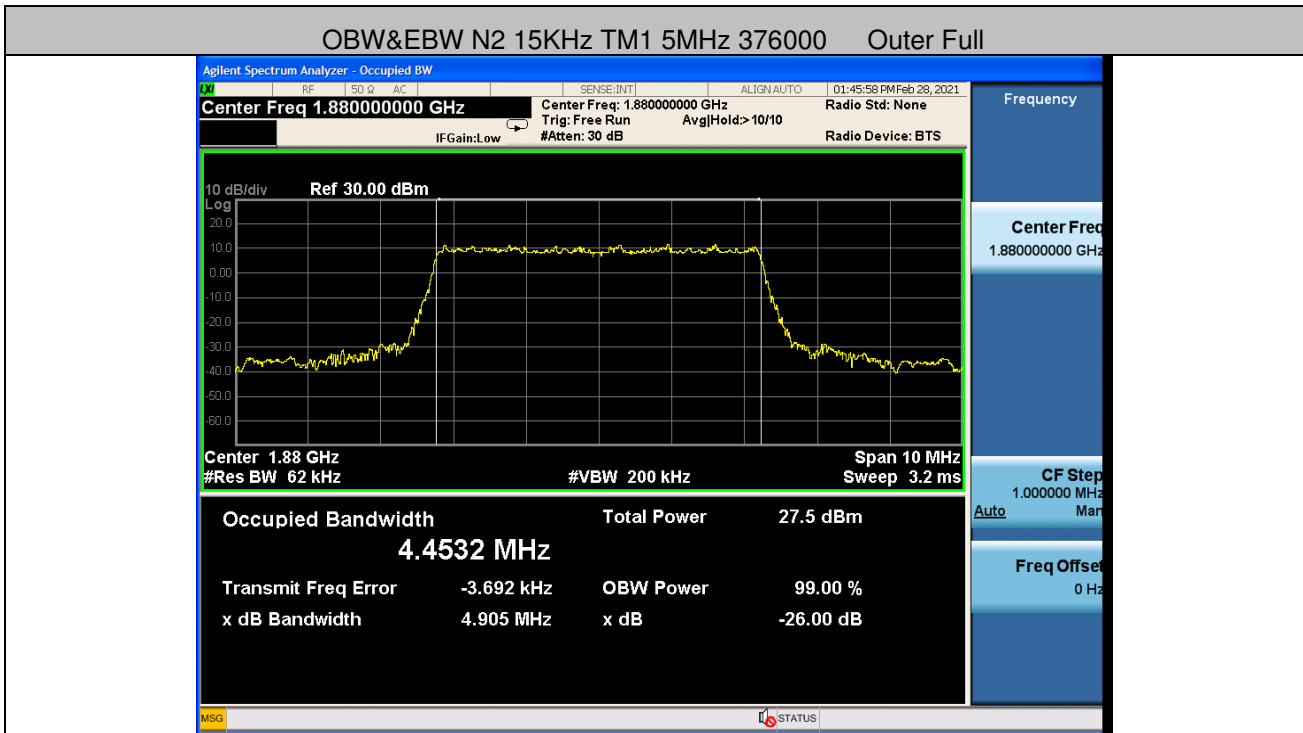 OBW&EBW N2 15KHz TM1 5MHz 376000 Outer Full
Agilent Spectrum Analyzer - Occupied BW
LXI RF 50 Ω AC SENSE:INT ALIGN AUTO 01:45:58 PM Feb 28, 2021
Center Freq 1.880000000 GHz
Center Freq: 1.880000000 GHz
Radio Std: None
Trig: Free Run Avg|Hold:>10/10
IFGain:Low
#Atten: 30 dB
Radio Device: BTS
Frequency
10 dB/div Ref 30.00 dBm
Log
20.0
10.0
0.00
-10.0
-20.0
-30.0
-40.0
-50.0
-60.0
Center 1.88 GHz
Span 10 MHz
#Res BW 62 kHz
#VBW 200 kHz
Sweep 3.2 ms
Center Freq
1.880000000 GHz
CF Step
1.000000 MHz
Auto Man
Freq Offset
0 Hz
Occupied Bandwidth
4.4532 MHz
Total Power 27.5 dBm
Transmit Freq Error -3.692 kHz
OBW Power 99.00 %
x dB Bandwidth 4.905 MHz
x dB -26.00 dB
MSG
STATUS